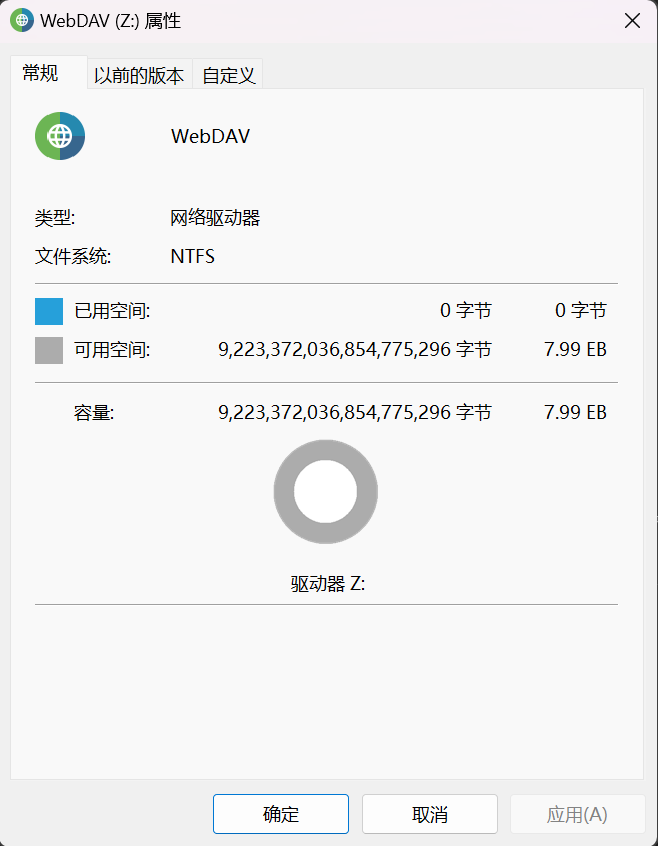 WebDAV (Z:) 属性
常规 以前的版本 自定义
WebDAV
类型: 网络驱动器
文件系统: NTFS
已用空间: 0 字节 0 字节
可用空间: 9,223,372,036,854,775,296 字节 7.99 EB
容量: 9,223,372,036,854,775,296 字节 7.99 EB
驱动器 Z:
确定 取消 应用(A)